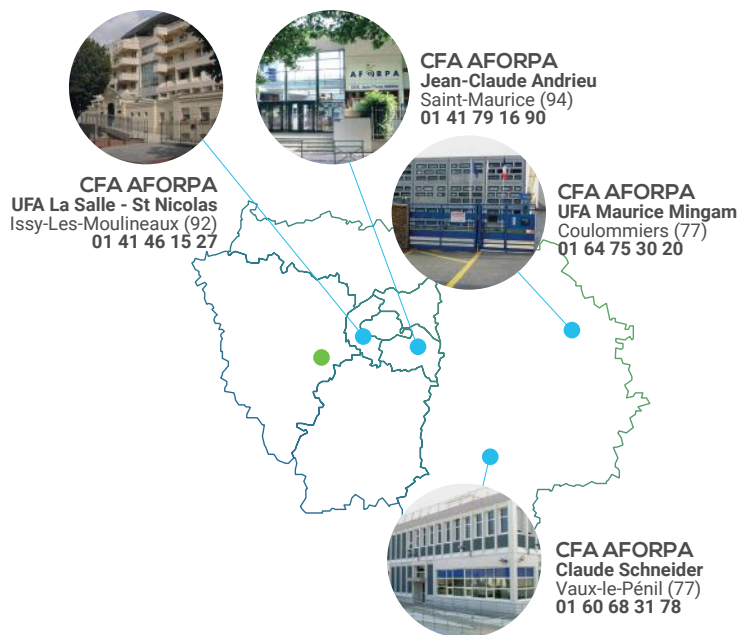 CFA AFORPA
Jean-Claude Andrieu
Saint-Maurice (94)
01 41 79 16 90
AFORPA
CFA AFORPA
UFA La Salle - St Nicolas
Issy-Les-Moulineaux (92)
01 41 46 15 27
CFA AFORPA
UFA Maurice Mingam
Coulommiers (77)
01 64 75 30 20
CFA AFORPA
Claude Schneider
Vaux-le-Pénil (77)
01 60 68 31 78